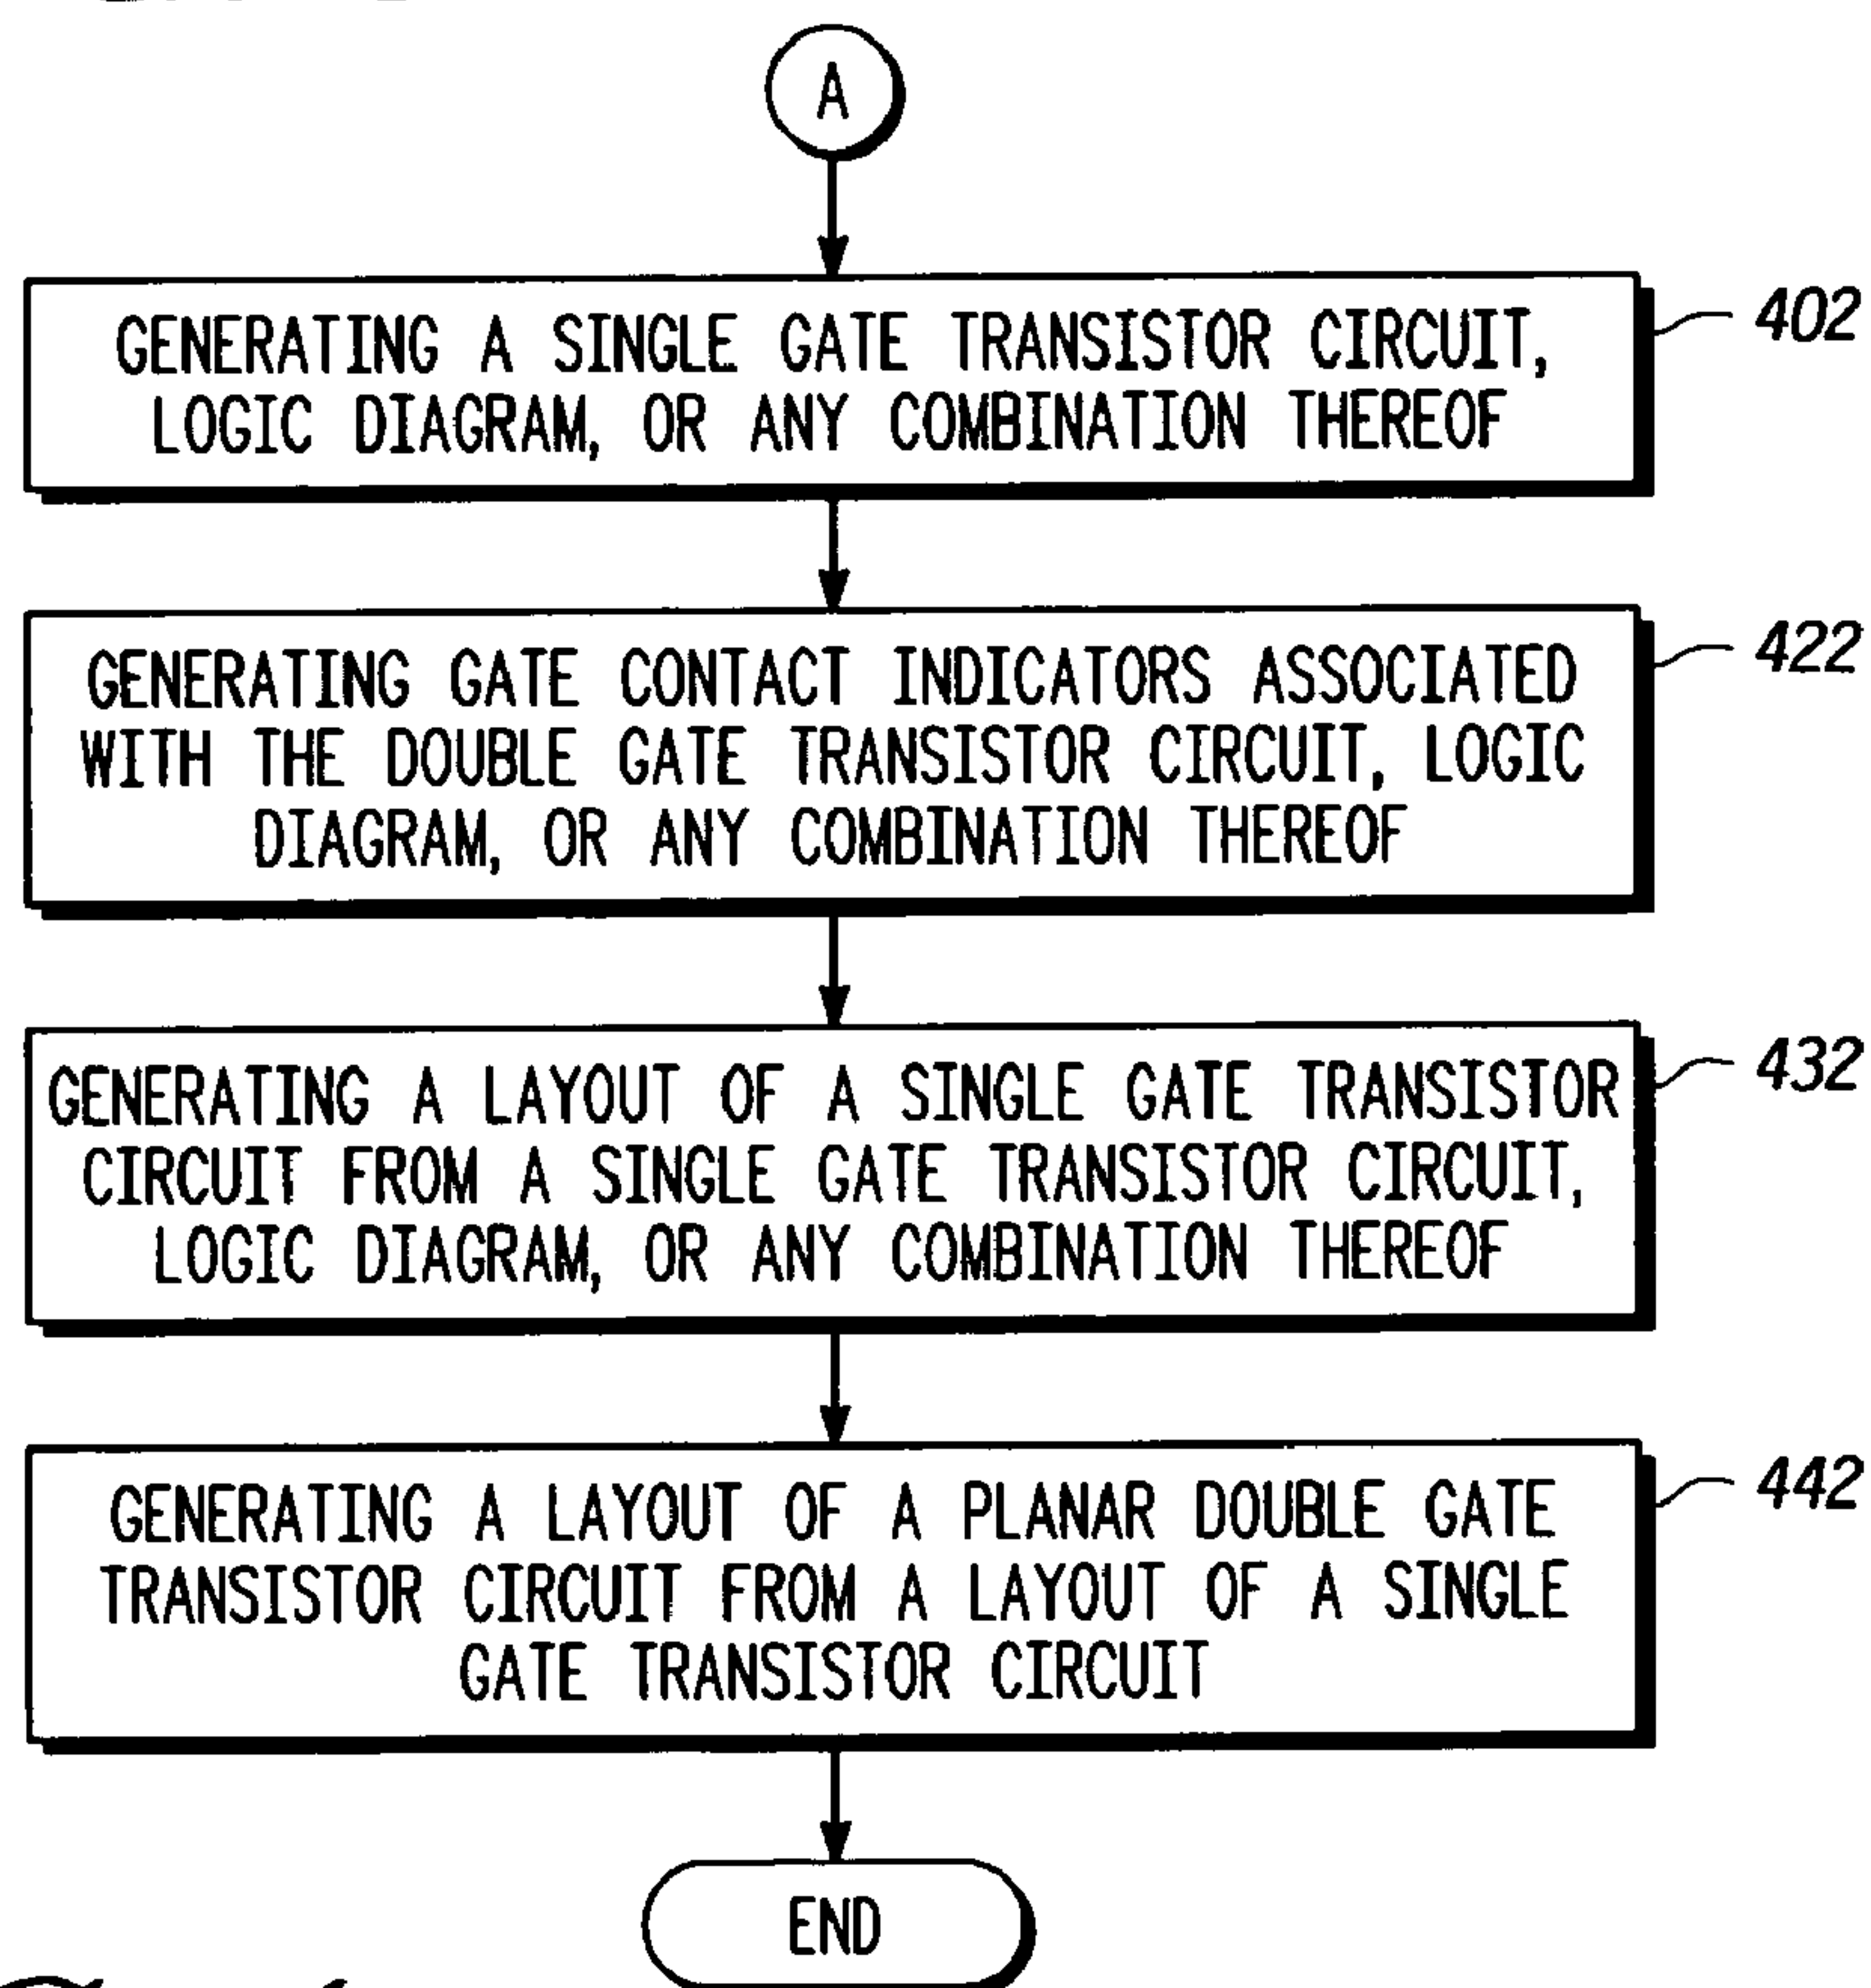 A
GENERATING A SINGLE GATE TRANSISTOR CIRCUIT,
LOGIC DIAGRAM, OR ANY COMBINATION THEREOF
402
GENERATING GATE CONTACT INDICATORS ASSOCIATED
WITH THE DOUBLE GATE TRANSISTOR CIRCUIT, LOGIC
DIAGRAM, OR ANY COMBINATION THEREOF
422
GENERATING A LAYOUT OF A SINGLE GATE TRANSISTOR
CIRCUIT FROM A SINGLE GATE TRANSISTOR CIRCUIT,
LOGIC DIAGRAM, OR ANY COMBINATION THEREOF
432
GENERATING A LAYOUT OF A PLANAR DOUBLE GATE
TRANSISTOR CIRCUIT FROM A LAYOUT OF A SINGLE
GATE TRANSISTOR CIRCUIT
442
END